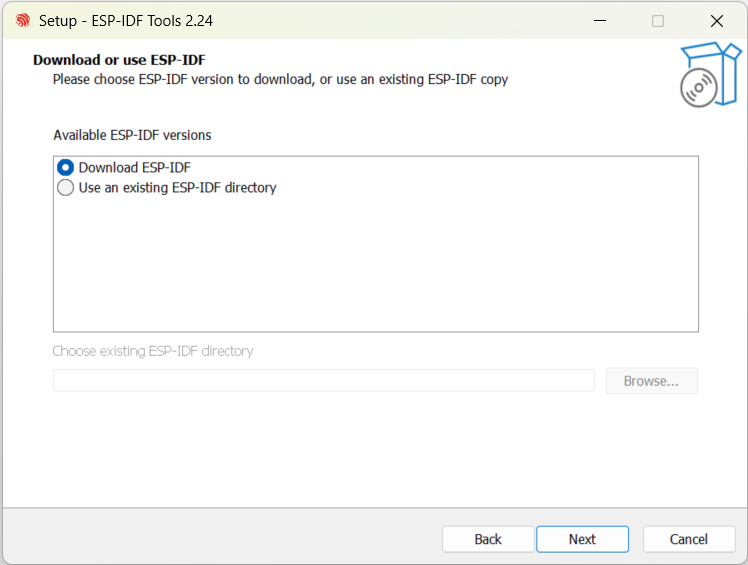 Setup - ESP-IDF Tools 2.24
Download or use ESP-IDF
Please choose ESP-IDF version to download, or use an existing ESP-IDF copy
Available ESP-IDF versions
Download ESP-IDF
Use an existing ESP-IDF directory
Choose existing ESP-IDF directory
Browse...
Back
Next
Cancel